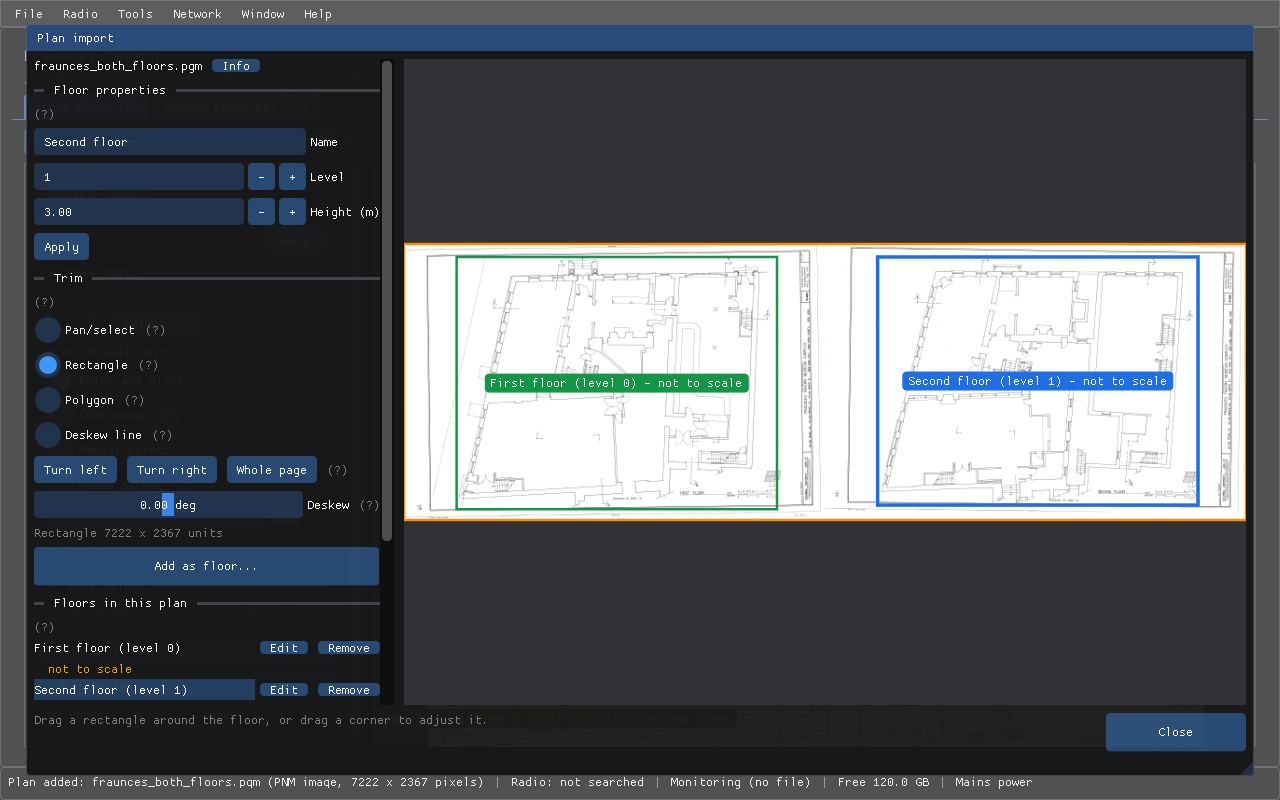 File Radio Tools Network Window Help
Plan import
fraunces_both_floors.pgm Info
Floor properties
(?)
Second floor Name
1 - + Level
3.00 - + Height (m)
Apply
Trim
(?)
Pan/select (?)
Rectangle (?)
Polygon (?)
Deskew line (?)
Turn left Turn right Whole page (?)
0.00 deg Deskew (?)
Rectangle 7222 x 2367 units
Add as floor...
Floors in this plan
(?)
First floor (level 0) Edit Remove
not to scale
Second floor (level 1) Edit Remove
First floor (level 0) - not to scale
Second floor (level 1) - not to scale
FIRST FLOOR
SECOND FLOOR
Drag a rectangle around the floor, or drag a corner to adjust it.
Close
Plan added: fraunces_both_floors.pgm (PNM image, 7222 x 2367 pixels) | Radio: not searched | Monitoring (no file) | Free 120.0 GB | Mains power